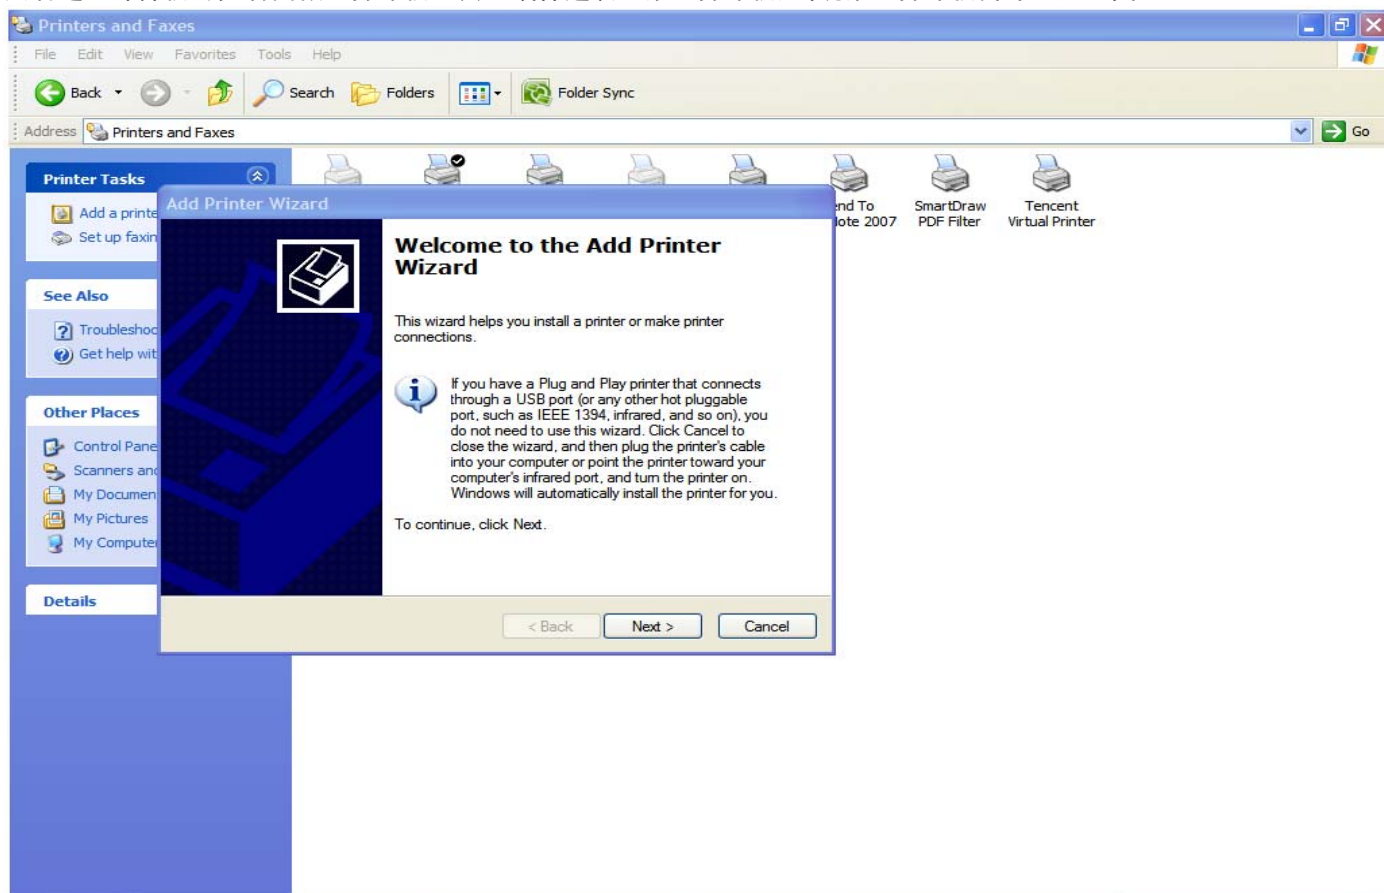 Printers and Faxes
File Edit View Favorites Tools Help
Back Search Folders Folder Sync
Address Printers and Faxes Go
Printer Tasks
Add a printe
Set up faxin
See Also
Troubleshoo
Get help wit
Other Places
Control Pane
Scanners and
My Documen
My Pictures
My Compute
Details
end To
Note 2007
SmartDraw
PDF Filter
Tencent
Virtual Printer
Add Printer Wizard
Welcome to the Add Printer
Wizard
This wizard helps you install a printer or make printer
connections.
If you have a Plug and Play printer that connects
through a USB port (or any other hot pluggable
port, such as IEEE 1394, infrared, and so on), you
do not need to use this wizard. Click Cancel to
close the wizard, and then plug the printer's cable
into your computer or point the printer toward your
computer's infrared port, and turn the printer on.
Windows will automatically install the printer for you.
To continue, click Next.
< Back Next > Cancel